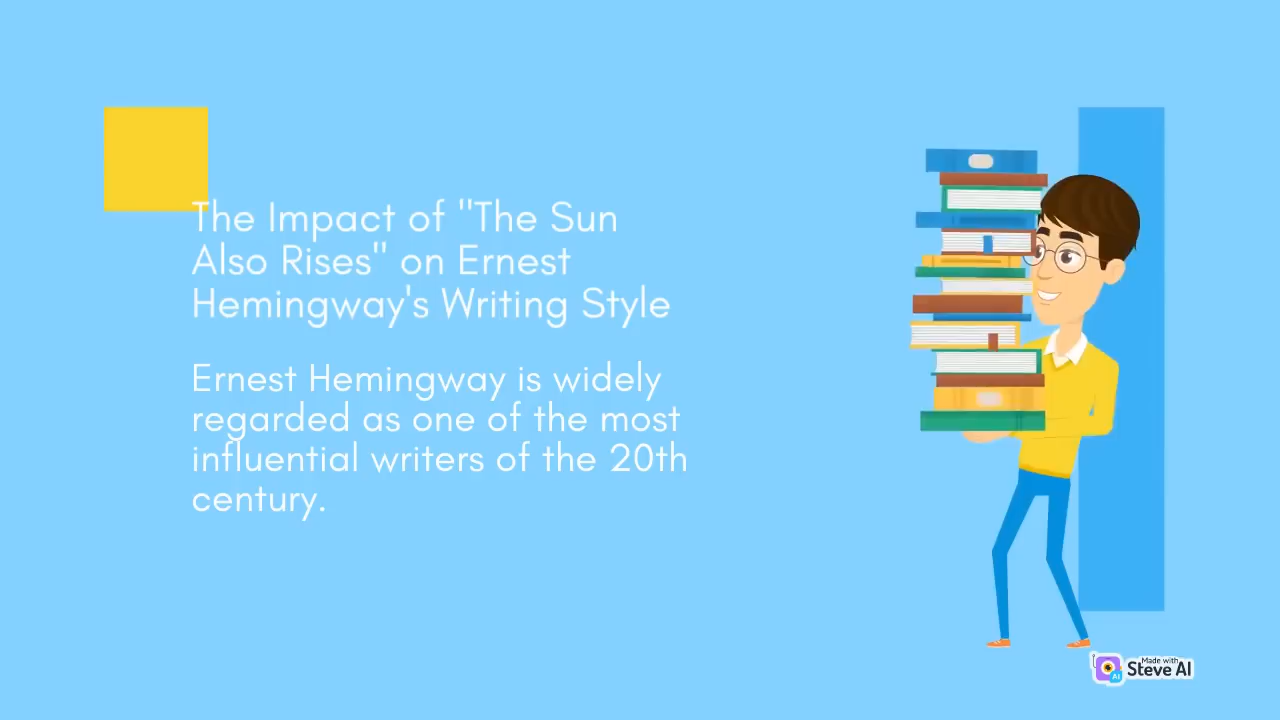 The Impact of "The Sun
Also Rises" on Ernest
Hemingway's Writing Style
Ernest Hemingway is widely
regarded as one of the most
influential writers of the 20th
century.
Made with
Steve AI
AI